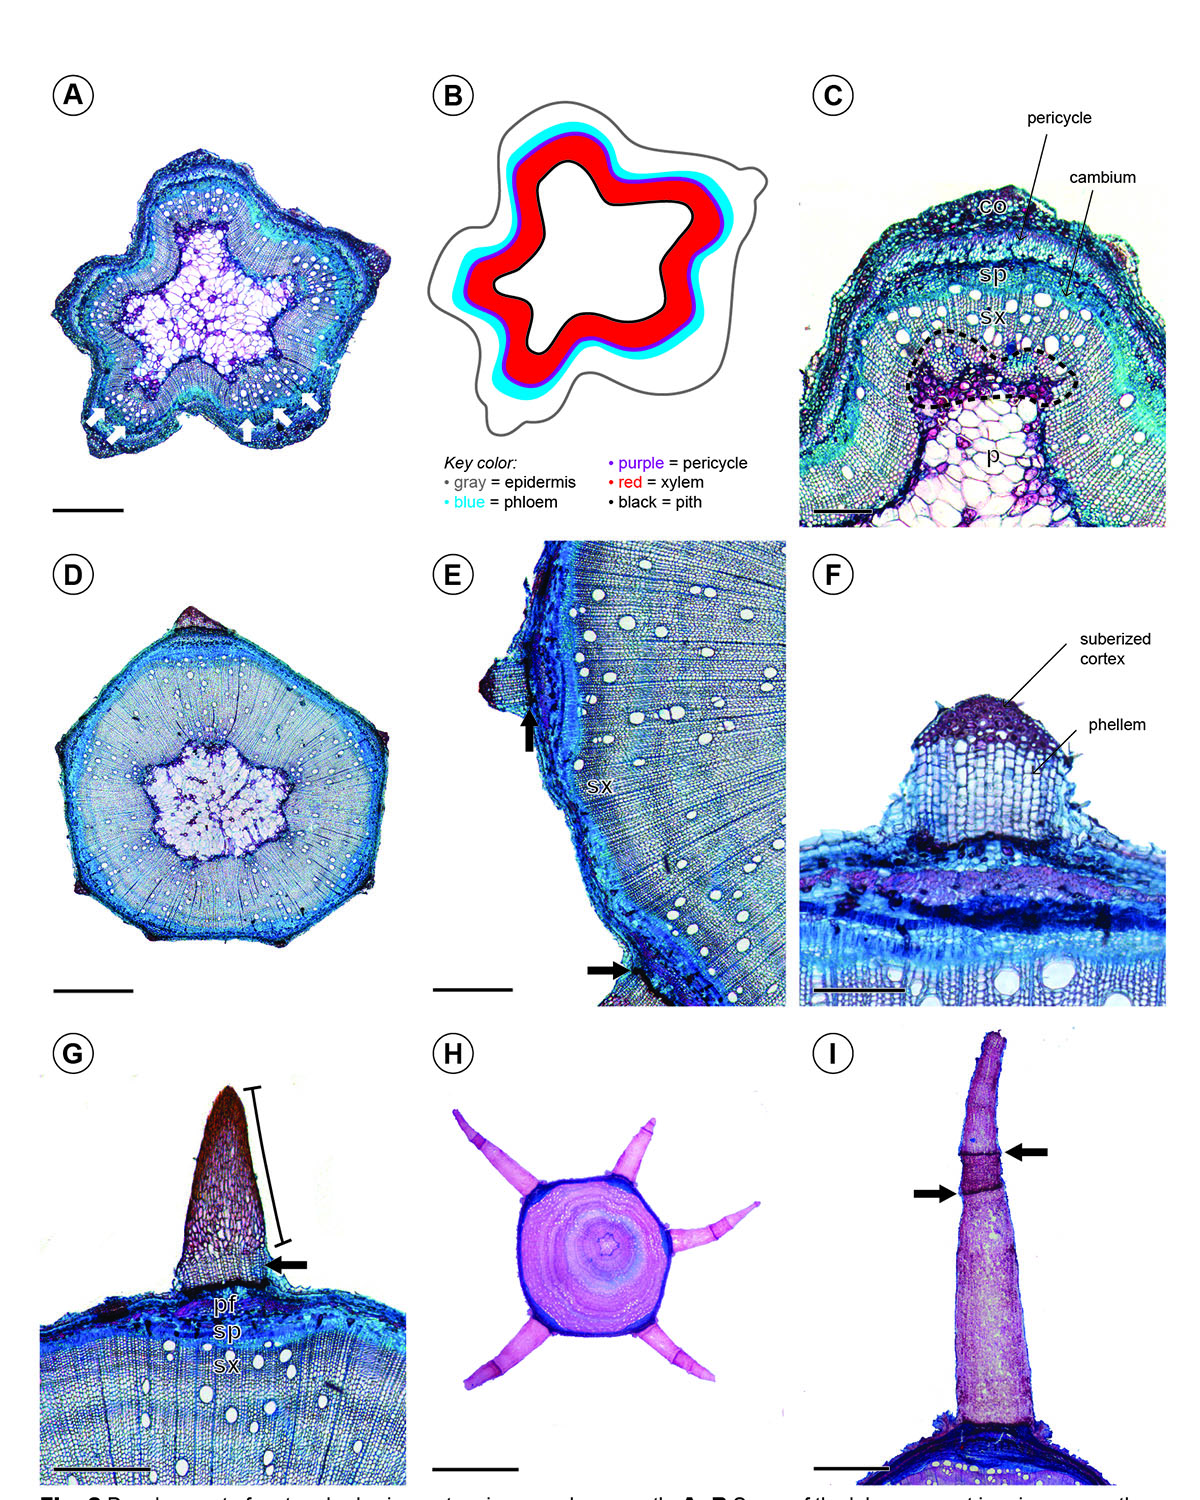 A
B
C
pericycle
cambium
co
sp
sx
p
Key color:
• gray = epidermis
• blue = phloem
• purple = pericycle
• red = xylem
• black = pith
D
E
sx
F
suberized
cortex
phellem
G
pf
sp
sx
H
I